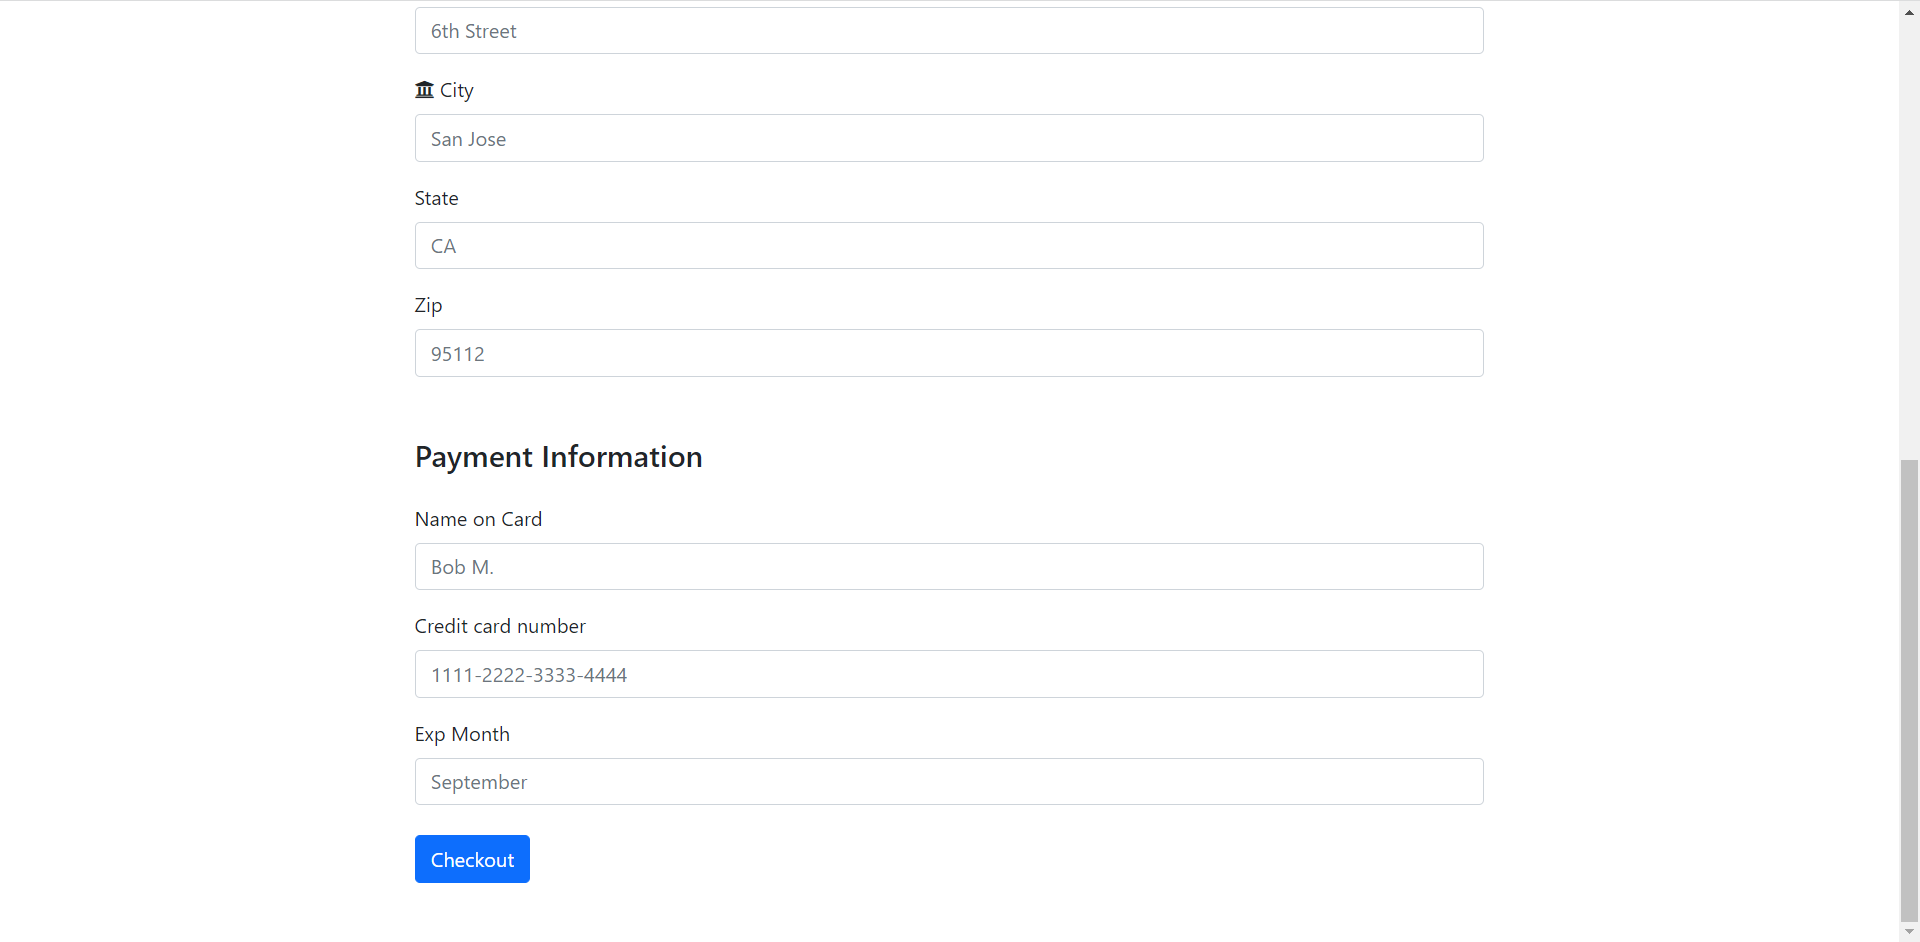 6th Street
City
San Jose
State
CA
Zip
95112
Payment Information
Name on Card
Bob M.
Credit card number
1111-2222-3333-4444
Exp Month
September
Checkout